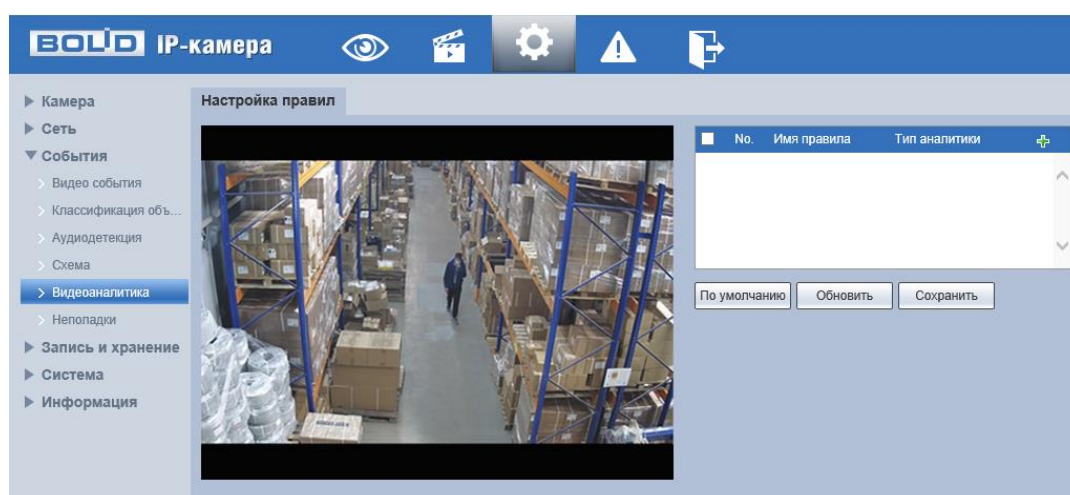 BOLID IP-камера
Камера
Сеть
События
Видео события
Классификация объ...
Аудиодетекция
Схема
Видеоаналитика
Неполадки
Запись и хранение
Система
Информация
Настройка правил
No. Имя правила Тип аналитики
По умолчанию Обновить Сохранить